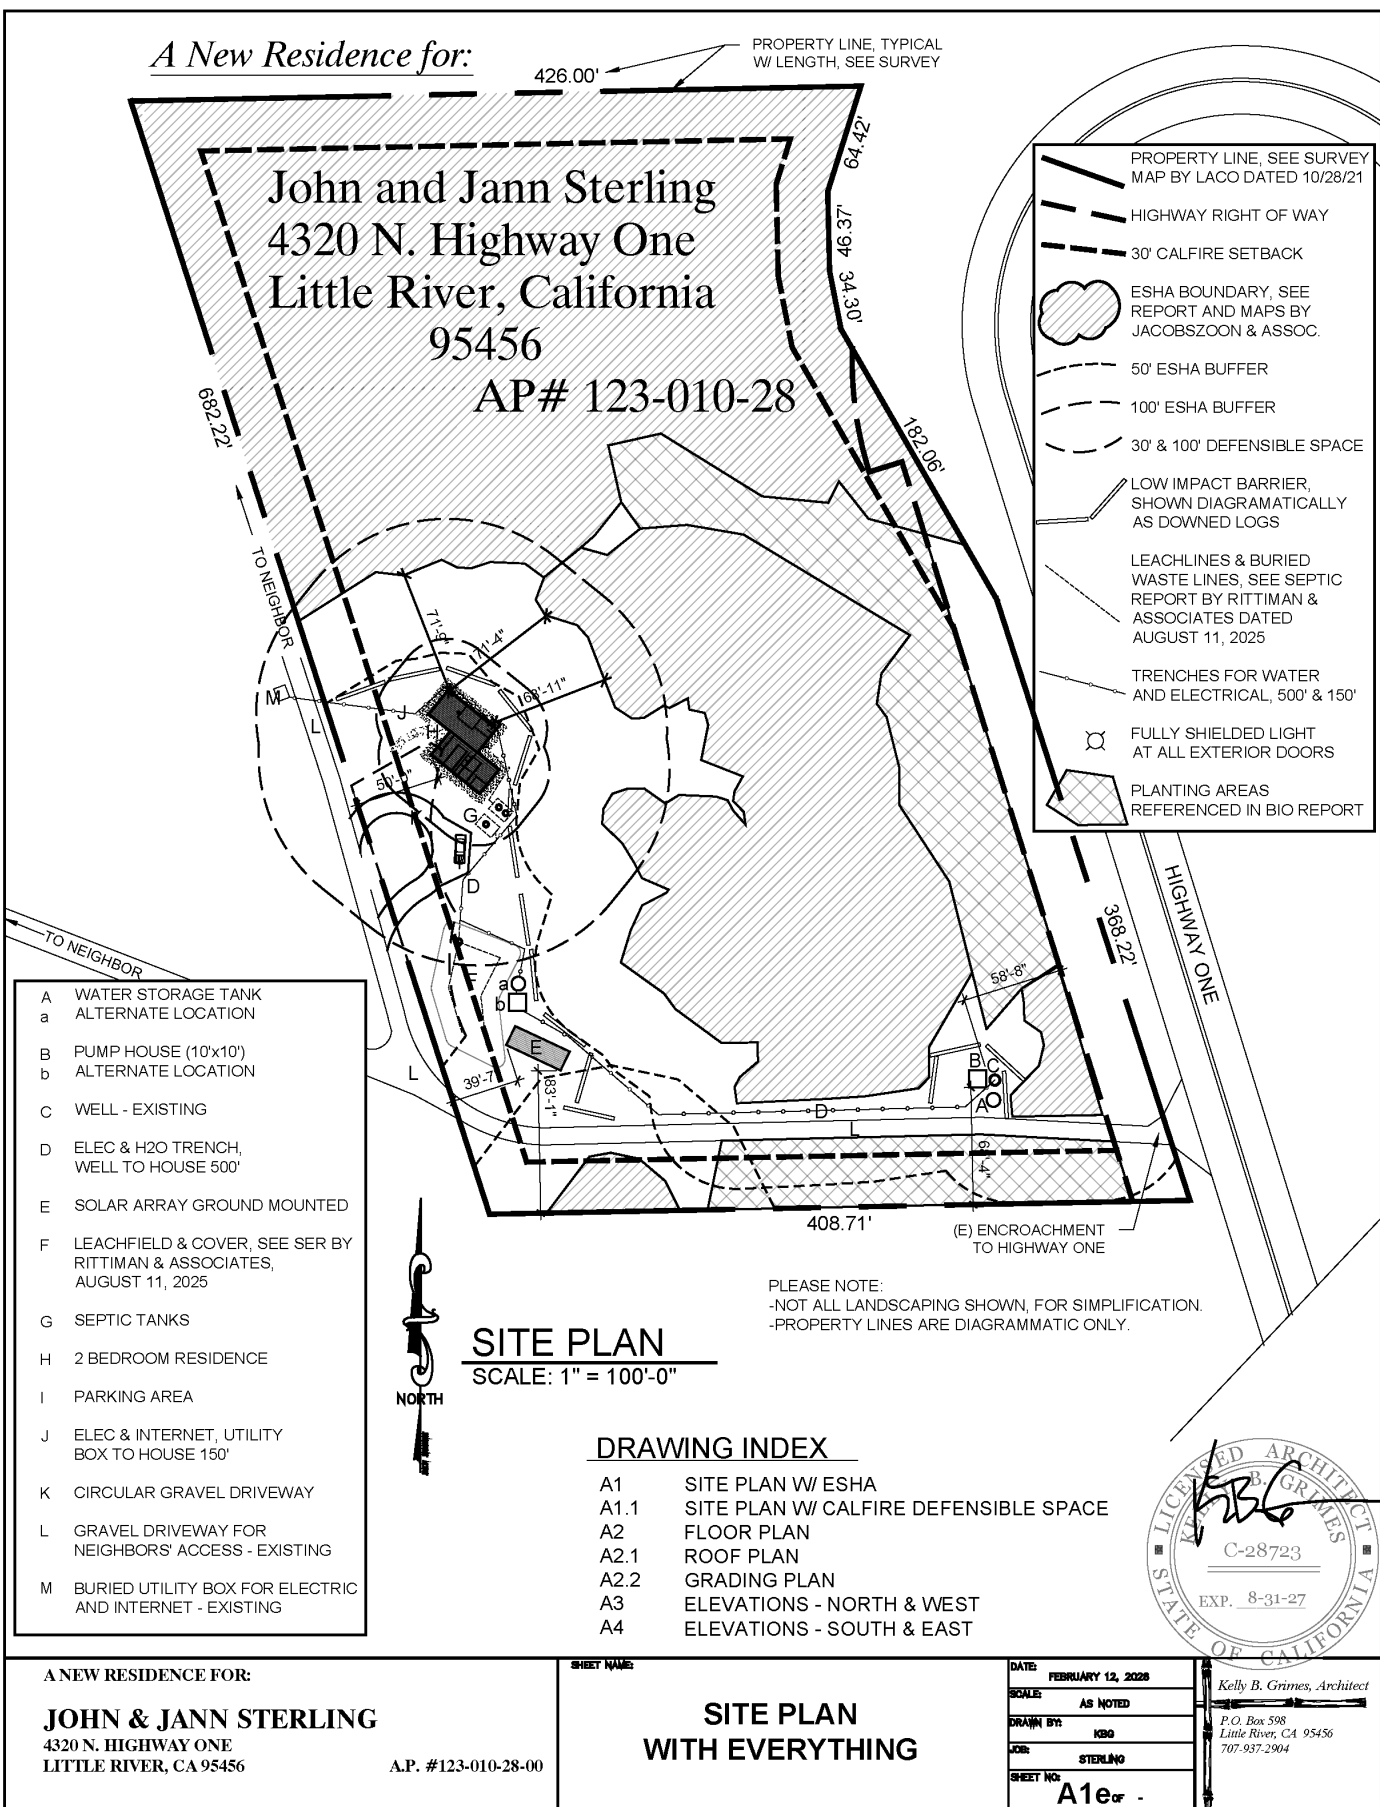 A New Residence for:
PROPERTY LINE, TYPICAL
W/ LENGTH, SEE SURVEY
426.00'
64.42'
46.37'
34.30'
182.06'
682.22'
368.22'
408.71'
John and Jann Sterling
4320 N. Highway One
Little River, California
95456
AP# 123-010-28
PROPERTY LINE, SEE SURVEY
MAP BY LACO DATED 10/28/21
HIGHWAY RIGHT OF WAY
30' CALFIRE SETBACK
ESHA BOUNDARY, SEE
REPORT AND MAPS BY
JACOBSZOON & ASSOC.
50' ESHA BUFFER
100' ESHA BUFFER
30' & 100' DEFENSIBLE SPACE
LOW IMPACT BARRIER,
SHOWN DIAGRAMATICALLY
AS DOWNED LOGS
LEACHLINES & BURIED
WASTE LINES, SEE SEPTIC
REPORT BY RITTIMAN &
ASSOCIATES DATED
AUGUST 11, 2025
TRENCHES FOR WATER
AND ELECTRICAL, 500' & 150'
FULLY SHIELDED LIGHT
AT ALL EXTERIOR DOORS
PLANTING AREAS
REFERENCED IN BIO REPORT
TO NEIGHBOR
71'-9"
71'-4"
68'-11"
M
L
J
H
G
D
F
a
b
E
39'-7"
83'-1"
58'-8"
B
C
A
D
L
L
HIGHWAY ONE
TO NEIGHBOR
(E) ENCROACHMENT
TO HIGHWAY ONE
A WATER STORAGE TANK
a ALTERNATE LOCATION
B PUMP HOUSE (10'x10')
b ALTERNATE LOCATION
C WELL - EXISTING
D ELEC & H2O TRENCH,
WELL TO HOUSE 500'
E SOLAR ARRAY GROUND MOUNTED
F LEACHFIELD & COVER, SEE SER BY
RITTIMAN & ASSOCIATES,
AUGUST 11, 2025
G SEPTIC TANKS
H 2 BEDROOM RESIDENCE
I PARKING AREA
J ELEC & INTERNET, UTILITY
BOX TO HOUSE 150'
K CIRCULAR GRAVEL DRIVEWAY
L GRAVEL DRIVEWAY FOR
NEIGHBORS' ACCESS - EXISTING
M BURIED UTILITY BOX FOR ELECTRIC
AND INTERNET - EXISTING
PLEASE NOTE:
-NOT ALL LANDSCAPING SHOWN, FOR SIMPLIFICATION.
-PROPERTY LINES ARE DIAGRAMMATIC ONLY.
NORTH
SITE PLAN
SCALE: 1" = 100'-0"
DRAWING INDEX
A1 SITE PLAN W/ ESHA
A1.1 SITE PLAN W/ CALFIRE DEFENSIBLE SPACE
A2 FLOOR PLAN
A2.1 ROOF PLAN
A2.2 GRADING PLAN
A3 ELEVATIONS - NORTH & WEST
A4 ELEVATIONS - SOUTH & EAST
LICENSED ARCHITECT
KELLY B. GRIMES
C-28723
EXP. 8-31-27
STATE OF CALIFORNIA
A NEW RESIDENCE FOR:
JOHN & JANN STERLING
4320 N. HIGHWAY ONE
LITTLE RIVER, CA 95456 A.P. #123-010-28-00
SHEET NAME:
SITE PLAN
WITH EVERYTHING
DATE: FEBRUARY 12, 2026
SCALE: AS NOTED
DRAWN BY: KBG
JOB: STERLING
SHEET NO: A1e OF -
Kelly B. Grimes, Architect
P.O. Box 598
Little River, CA 95456
707-937-2904